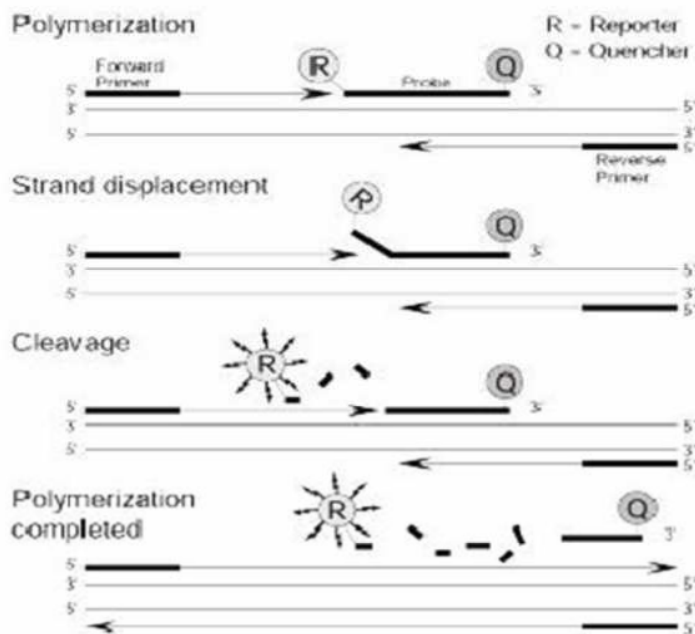 Polymerization
R - Reporter
Q - Quencher
Forward
Primer
R
Probe
Q
5'
3'
3'
5'
5'
3'
5'
Reverse
Primer
Strand displacement
R
Q
5'
3'
3'
5'
5'
3'
5'
Cleavage
R
Q
5'
3'
3'
5'
5'
3'
5'
Polymerization
completed
R
Q
3'
5'
3'
3'
5'
5'
3'
5'
5'